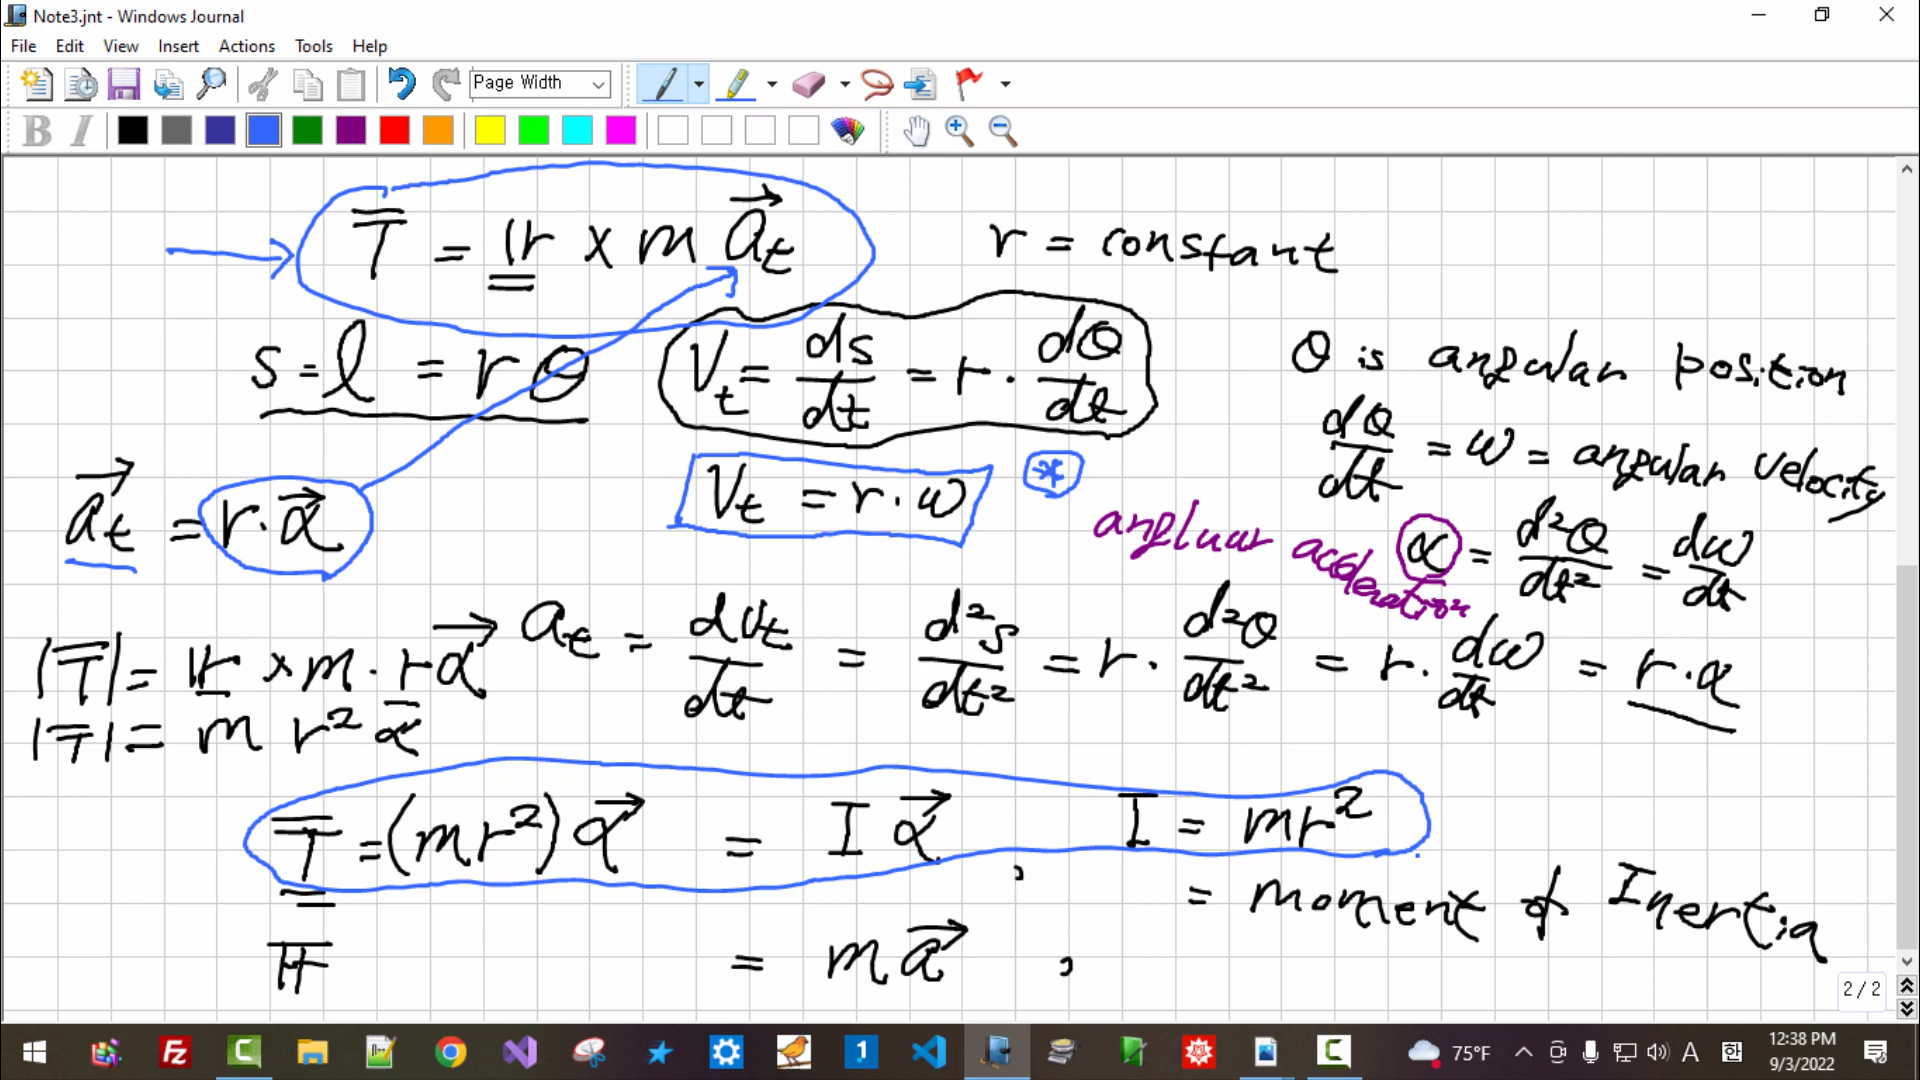 Note3.jnt - Windows Journal
File Edit View Insert Actions Tools Help
Page Width
B I
T = r × m a⃗t
r = constant
s = l = rθ
Vt = ds/dt = r · dθ/dt
θ is angular position
dθ/dt = ω = angular velocity
a⃗t = r · α⃗
Vt = r · ω
*
angluar acceleration
α = d²θ/dt² = dω/dt
at = dVt/dt = d²s/dt² = r · d²θ/dt² = r · dω/dt = r · α
|T| = r × m · rα⃗
|T| = m r² α
T = (mr²) α⃗ = I α⃗ , I = mr²
= moment of Inertia
F = m a⃗ ,
2 / 2
75°F
A
한
12:38 PM
9/3/2022